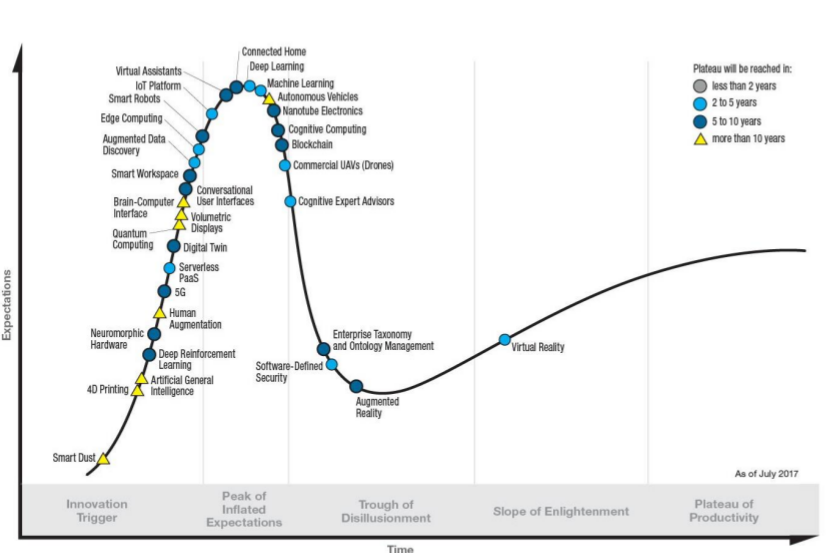 Expectations
Connected Home
Deep Learning
Virtual Assistants
Machine Learning
IoT Platform
Autonomous Vehicles
Smart Robots
Nanotube Electronics
Edge Computing
Cognitive Computing
Augmented Data
Discovery
Blockchain
Commercial UAVs (Drones)
Smart Workspace
Conversational
User Interfaces
Cognitive Expert Advisors
Brain-Computer
Interface
Volumetric
Displays
Quantum
Computing
Digital Twin
Serverless
PaaS
5G
Human
Augmentation
Neuromorphic
Hardware
Deep Reinforcement
Learning
Artificial General
Intelligence
4D Printing
Smart Dust
Enterprise Taxonomy
and Ontology Management
Software-Defined
Security
Augmented
Reality
Virtual Reality
Plateau will be reached in:
less than 2 years
2 to 5 years
5 to 10 years
more than 10 years
As of July 2017
Innovation
Trigger
Peak of
Inflated
Expectations
Trough of
Disillusionment
Slope of Enlightenment
Plateau of
Productivity
Time